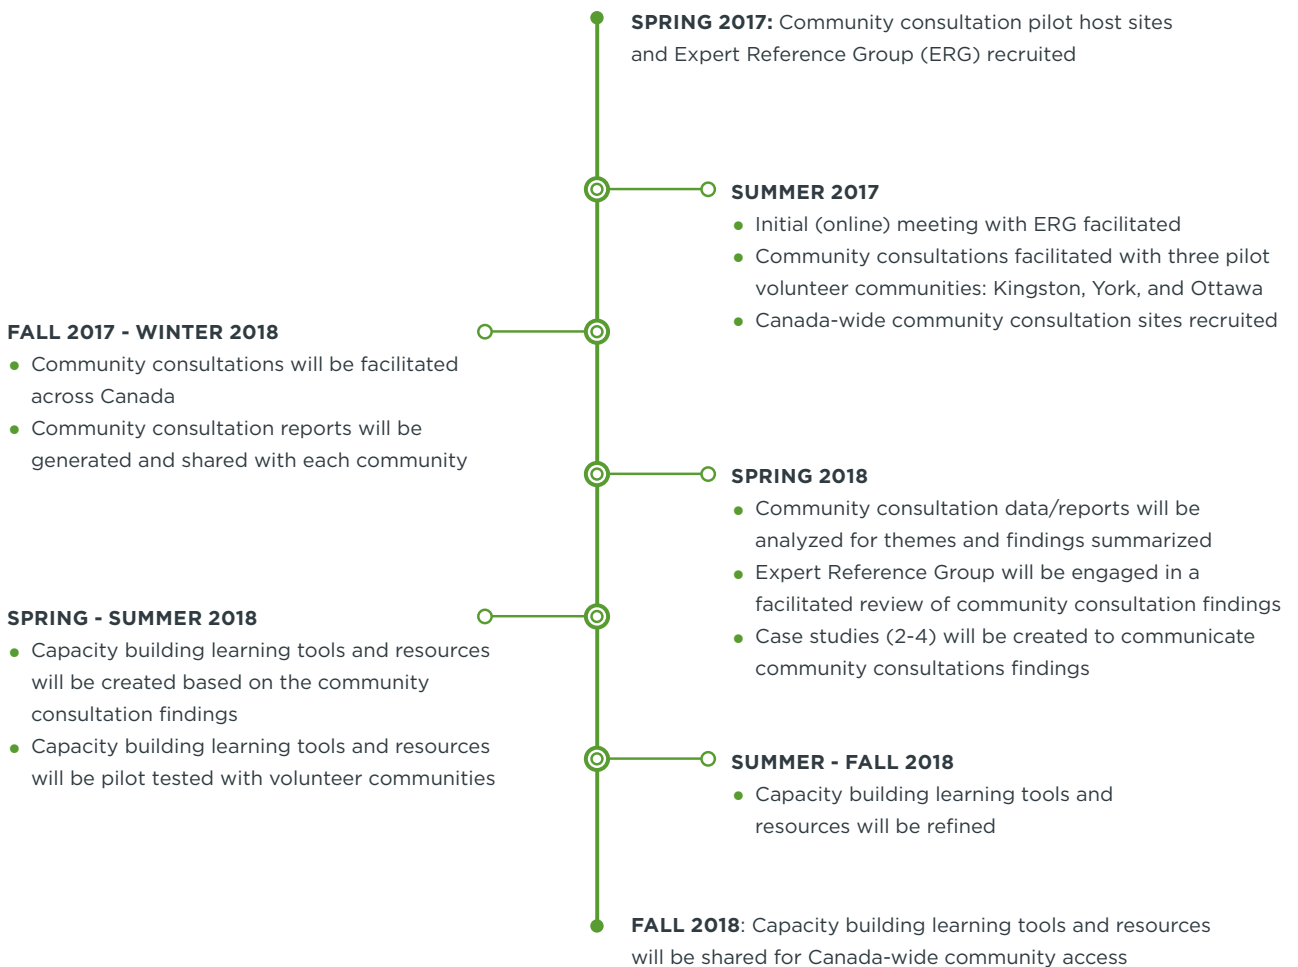 SPRING 2017: Community consultation pilot host sites
and Expert Reference Group (ERG) recruited
SUMMER 2017
• Initial (online) meeting with ERG facilitated
• Community consultations facilitated with three pilot
volunteer communities: Kingston, York, and Ottawa
• Canada-wide community consultation sites recruited
FALL 2017 - WINTER 2018
• Community consultations will be facilitated
across Canada
• Community consultation reports will be
generated and shared with each community
SPRING 2018
• Community consultation data/reports will be
analyzed for themes and findings summarized
• Expert Reference Group will be engaged in a
facilitated review of community consultation findings
• Case studies (2-4) will be created to communicate
community consultations findings
SPRING - SUMMER 2018
• Capacity building learning tools and resources
will be created based on the community
consultation findings
• Capacity building learning tools and resources
will be pilot tested with volunteer communities
SUMMER - FALL 2018
• Capacity building learning tools and
resources will be refined
FALL 2018: Capacity building learning tools and resources
will be shared for Canada-wide community access